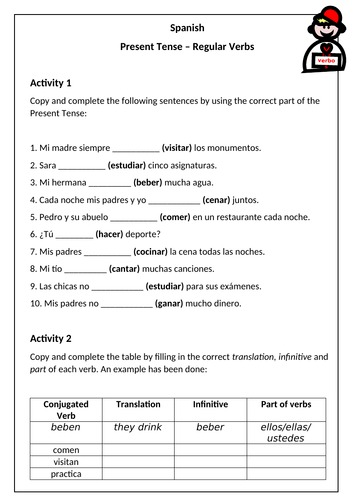 Spanish
verbo
Present Tense – Regular Verbs
Activity 1
Copy and complete the following sentences by using the correct part of the
Present Tense:
1. Mi madre siempre __________ (visitar) los monumentos.
2. Sara __________ (estudiar) cinco asignaturas.
3. Mi hermana _________ (beber) mucha agua.
4. Cada noche mis padres y yo ___________ (cenar) juntos.
5. Pedro y su abuelo __________ (comer) en un restaurante cada noche.
6. ¿Tú ________ (hacer) deporte?
7. Mis padres __________ (cocinar) la cena todas las noches.
8. Mi tío _________ (cantar) muchas canciones.
9. Las chicas no __________ (estudiar) para sus exámenes.
10. Mis padres no ___________ (ganar) mucho dinero.
Activity 2
Copy and complete the table by filling in the correct translation, infinitive and
part of each verb. An example has been done:
Conjugated Verb Translation Infinitive Part of verbs
beben they drink beber ellos/ellas/
ustedes
comen
visitan
practica